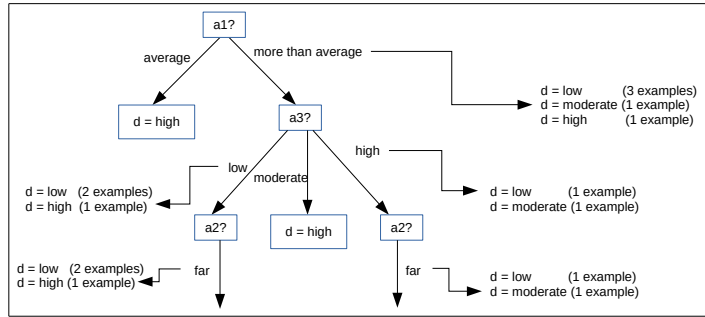 a1?
average
more than average
d = low (3 examples)
d = moderate (1 example)
d = high (1 example)
d = high
a3?
low
moderate
high
d = low (2 examples)
d = high (1 example)
d = low (1 example)
d = moderate (1 example)
a2?
d = high
a2?
d = low (2 examples)
d = high (1 example)
far
far
d = low (1 example)
d = moderate (1 example)